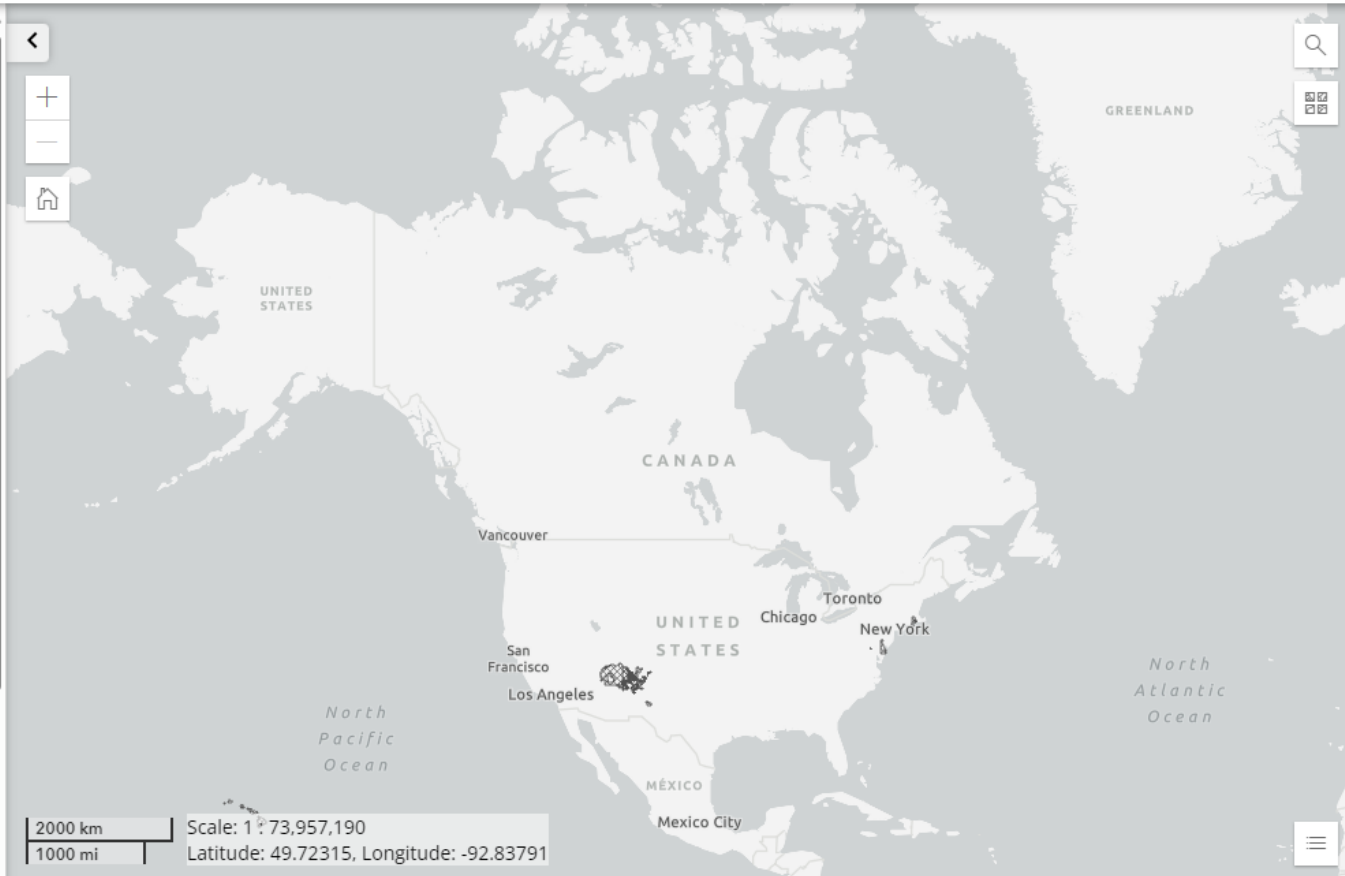 GREENLAND
UNITED
STATES
CANADA
Vancouver
Toronto
Chicago
UNITED
STATES
New York
San
Francisco
Los Angeles
North
Atlantic
Ocean
North
Pacific
Ocean
MÉXICO
Mexico City
2000 km
1000 mi
Scale: 1 : 73,957,190
Latitude: 49.72315, Longitude: -92.83791